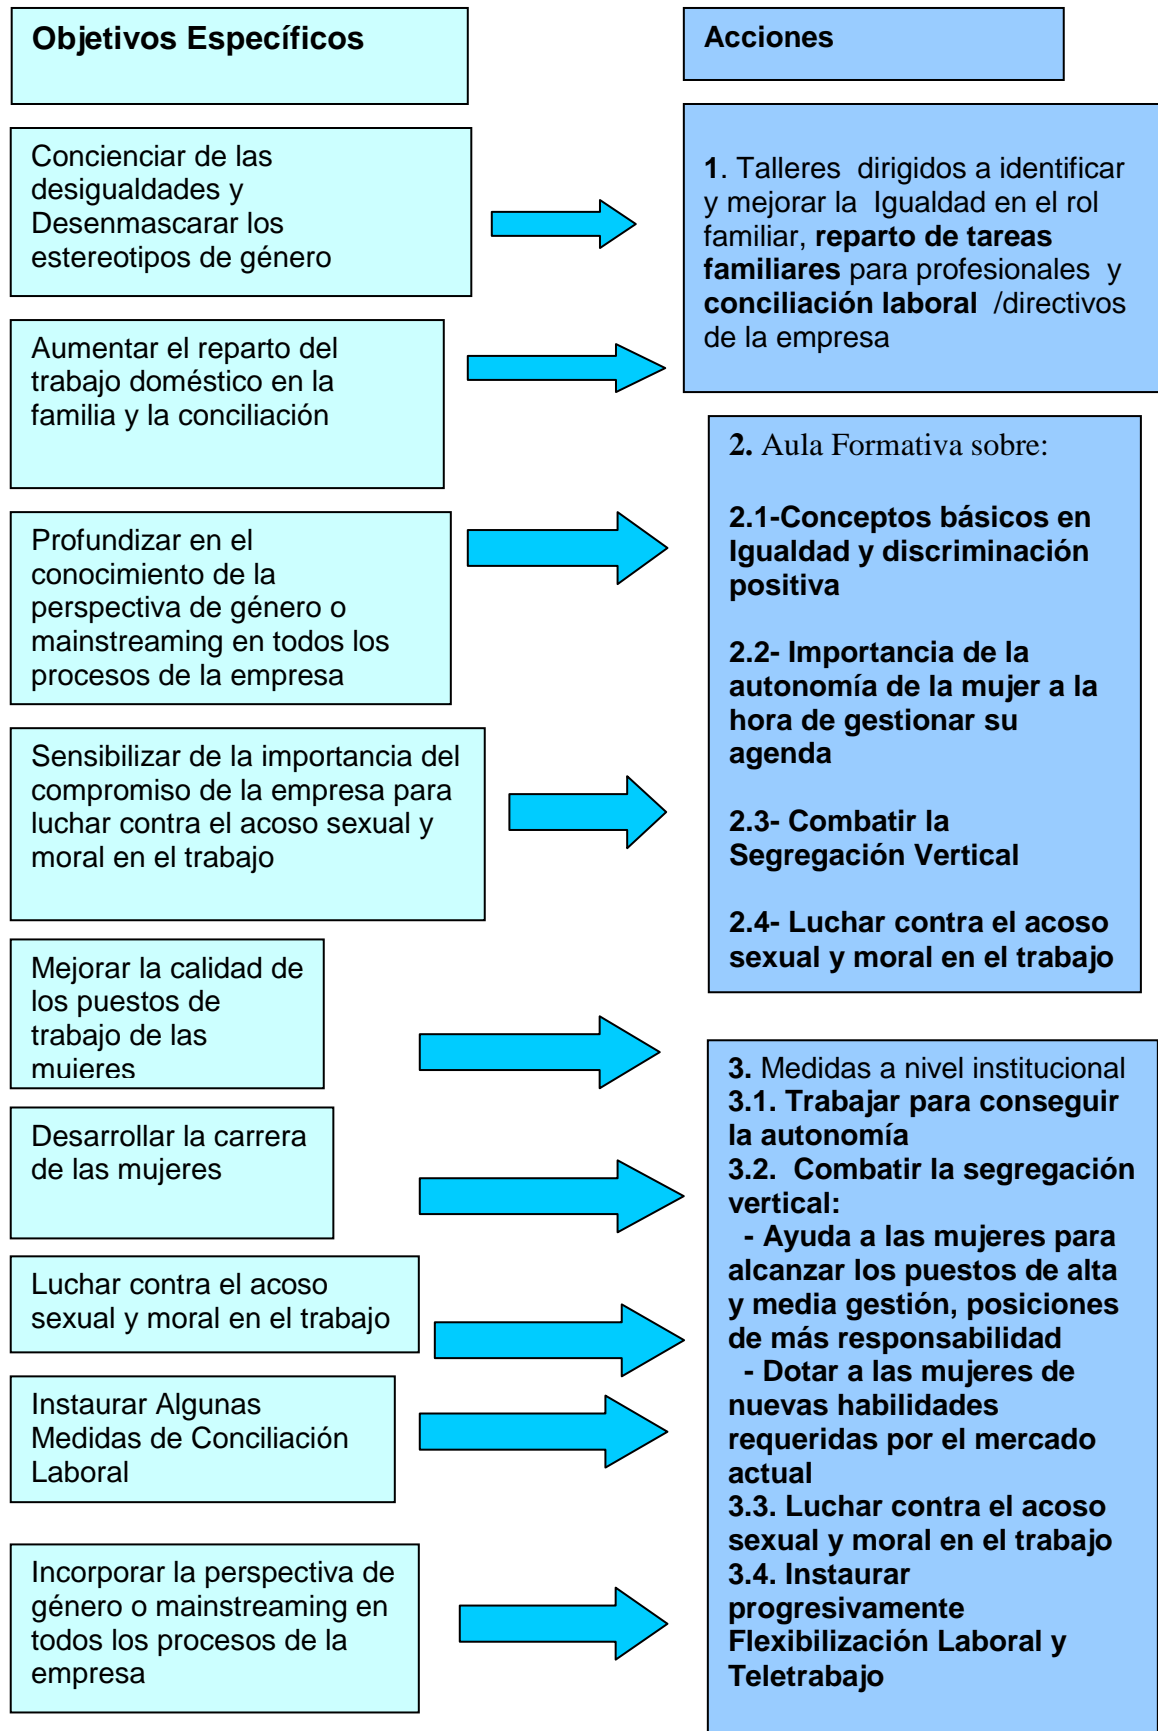 Objetivos Específicos
Acciones
Concienciar de las
desigualdades y
Desenmascarar los
estereotipos de género
1. Talleres dirigidos a identificar
y mejorar la Igualdad en el rol
familiar, reparto de tareas
familiares para profesionales y
conciliación laboral /directivos
de la empresa
Aumentar el reparto del
trabajo doméstico en la
familia y la conciliación
2. Aula Formativa sobre:
2.1-Conceptos básicos en
Igualdad y discriminación
positiva
2.2- Importancia de la
autonomía de la mujer a la
hora de gestionar su
agenda
2.3- Combatir la
Segregación Vertical
2.4- Luchar contra el acoso
sexual y moral en el trabajo
Profundizar en el
conocimiento de la
perspectiva de género o
mainstreaming en todos los
procesos de la empresa
Sensibilizar de la importancia del
compromiso de la empresa para
luchar contra el acoso sexual y
moral en el trabajo
Mejorar la calidad de
los puestos de
trabajo de las
mujeres
3. Medidas a nivel institucional
3.1. Trabajar para conseguir
la autonomía
3.2. Combatir la segregación
vertical:
- Ayuda a las mujeres para
alcanzar los puestos de alta
y media gestión, posiciones
de más responsabilidad
- Dotar a las mujeres de
nuevas habilidades
requeridas por el mercado
actual
3.3. Luchar contra el acoso
sexual y moral en el trabajo
3.4. Instaurar
progresivamente
Flexibilización Laboral y
Teletrabajo
Desarrollar la carrera
de las mujeres
Luchar contra el acoso
sexual y moral en el trabajo
Instaurar Algunas
Medidas de Conciliación
Laboral
Incorporar la perspectiva de
género o mainstreaming en
todos los procesos de la
empresa